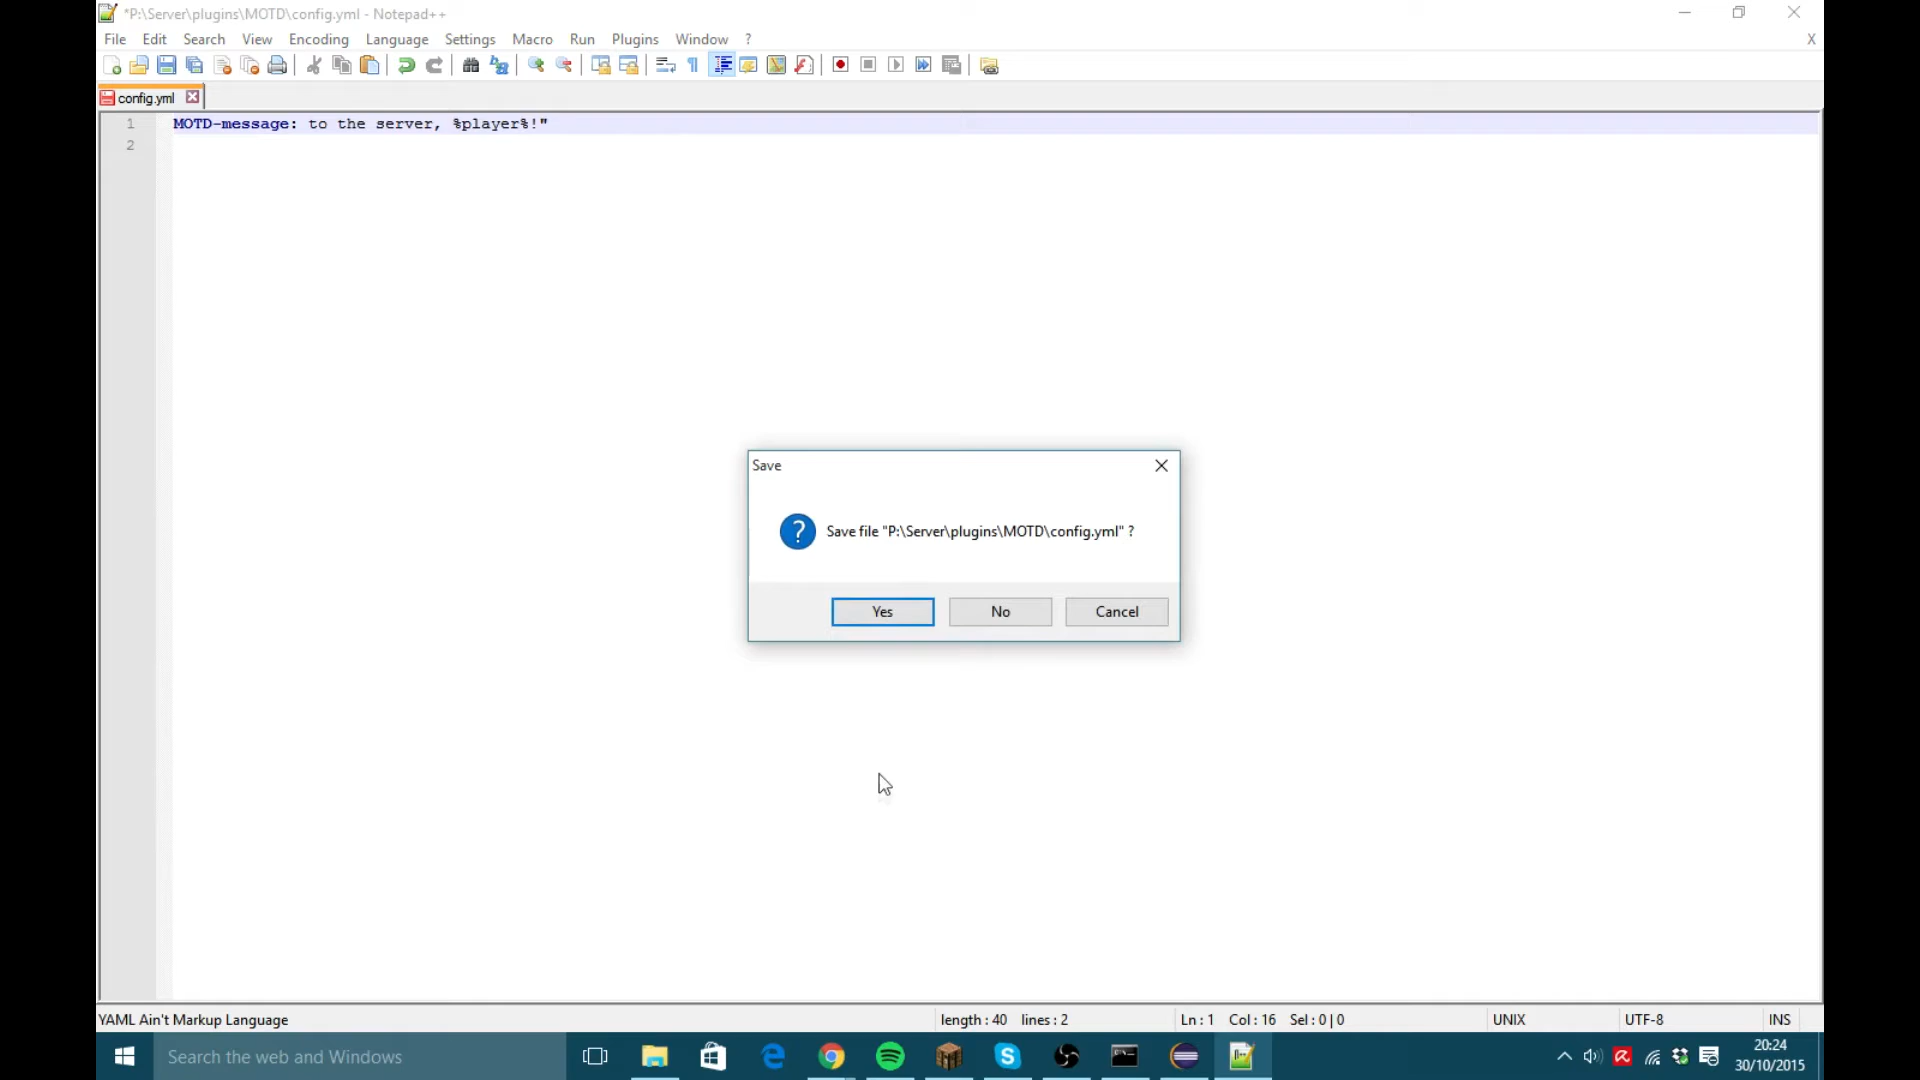 *P:\Server\plugins\MOTD\config.yml - Notepad++
File Edit Search View Encoding Language Settings Macro Run Plugins Window ? X
config.yml
1 MOTD-message: to the server, %player%!"
2
Save
Save file "P:\Server\plugins\MOTD\config.yml" ?
Yes No Cancel
YAML Ain't Markup Language length : 40 lines : 2 Ln : 1 Col : 16 Sel : 0 | 0 UNIX UTF-8 INS
Search the web and Windows
20:24
30/10/2015